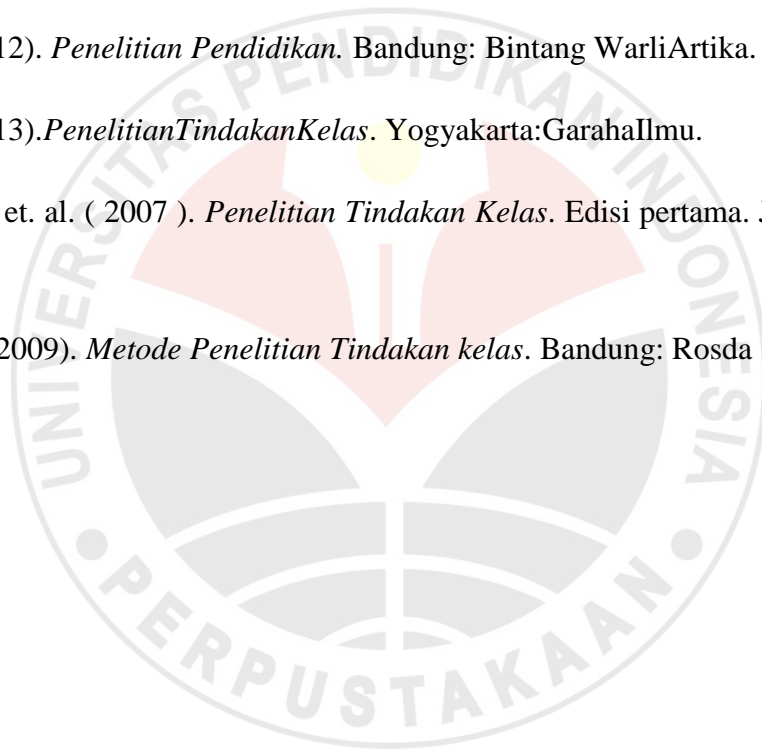 12). Penelitian Pendidikan. Bandung: Bintang WarliArtika.
13).PenelitianTindakanKelas. Yogyakarta:GarahaIlmu.
et. al. ( 2007 ). Penelitian Tindakan Kelas. Edisi pertama. J
2009). Metode Penelitian Tindakan kelas. Bandung: Rosda
UNIVERSITAS PENDIDIKAN INDONESIA
PERPUSTAKAAN